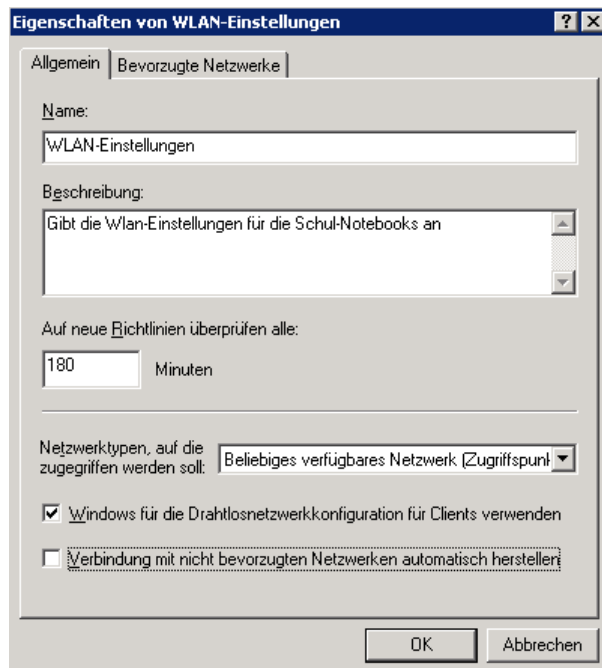 Eigenschaften von WLAN-Einstellungen
Allgemein
Bevorzugte Netzwerke
Name:
WLAN-Einstellungen
Beschreibung:
Gibt die Wlan-Einstellungen für die Schul-Notebooks an
Auf neue Richtlinien überprüfen alle:
180 Minuten
Netzwerktypen, auf die
zugegriffen werden soll:
Beliebiges verfügbares Netzwerk (Zugriffspunk
Windows für die Drahtlosnetzwerkkonfiguration für Clients verwenden
Verbindung mit nicht bevorzugten Netzwerken automatisch herstellen
OK
Abbrechen